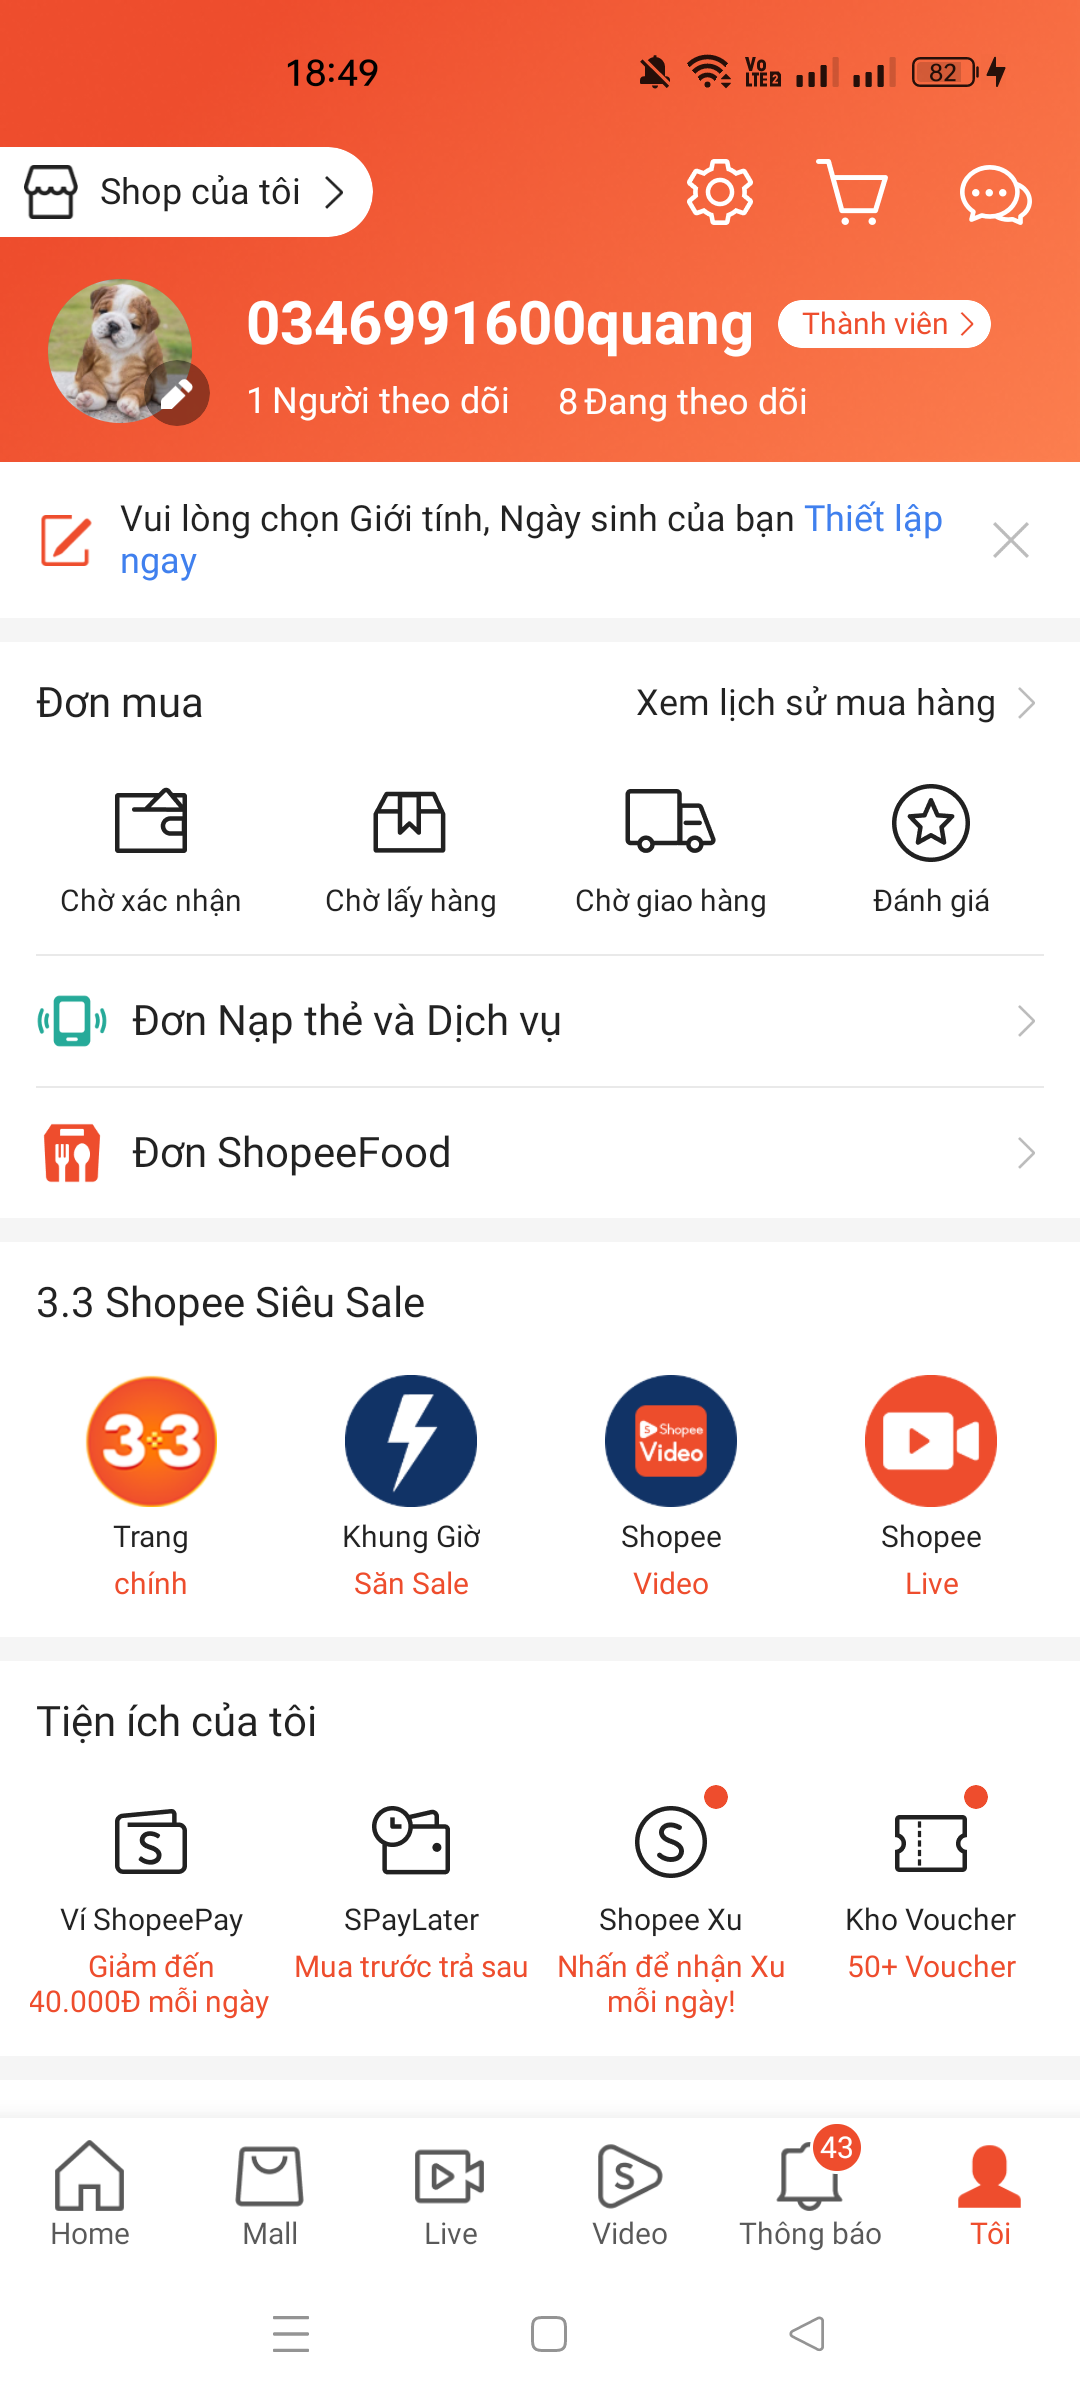 18:49
Vo
LTE 2
82
Shop của tôi
0346991600quang
Thành viên
1 Người theo dõi
8 Đang theo dõi
Vui lòng chọn Giới tính, Ngày sinh của bạn Thiết lập
ngay
Đơn mua
Xem lịch sử mua hàng
Chờ xác nhận
Chờ lấy hàng
Chờ giao hàng
Đánh giá
Đơn Nạp thẻ và Dịch vụ
Đơn ShopeeFood
3.3 Shopee Siêu Sale
3 3
Shopee
Video
Trang
chính
Khung Giờ
Săn Sale
Shopee
Video
Shopee
Live
Tiện ích của tôi
Ví ShopeePay
Giảm đến
40.000Đ mỗi ngày
SPayLater
Mua trước trả sau
Shopee Xu
Nhấn để nhận Xu
mỗi ngày!
Kho Voucher
50+ Voucher
43
Home
Mall
Live
Video
Thông báo
Tôi